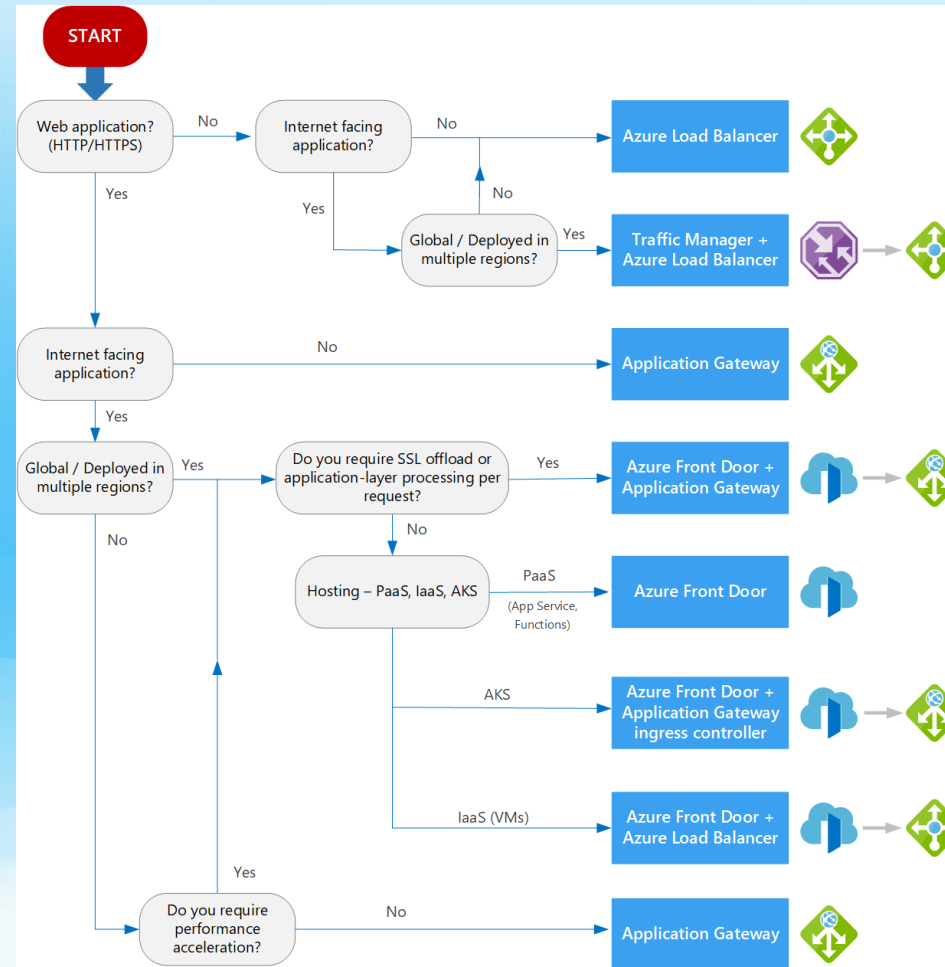 START
Web application?
(HTTP/HTTPS)
No
Internet facing
application?
No
Azure Load Balancer
Yes
Yes
No
Global / Deployed in
multiple regions?
Yes
Traffic Manager +
Azure Load Balancer
Internet facing
application?
No
Application Gateway
Yes
Global / Deployed in
multiple regions?
Yes
Do you require SSL offload or
application-layer processing per
request?
Yes
Azure Front Door +
Application Gateway
No
No
Hosting – PaaS, IaaS, AKS
PaaS
(App Service,
Functions)
Azure Front Door
AKS
Azure Front Door +
Application Gateway
ingress controller
IaaS (VMs)
Azure Front Door +
Azure Load Balancer
Yes
Do you require
performance
acceleration?
No
Application Gateway